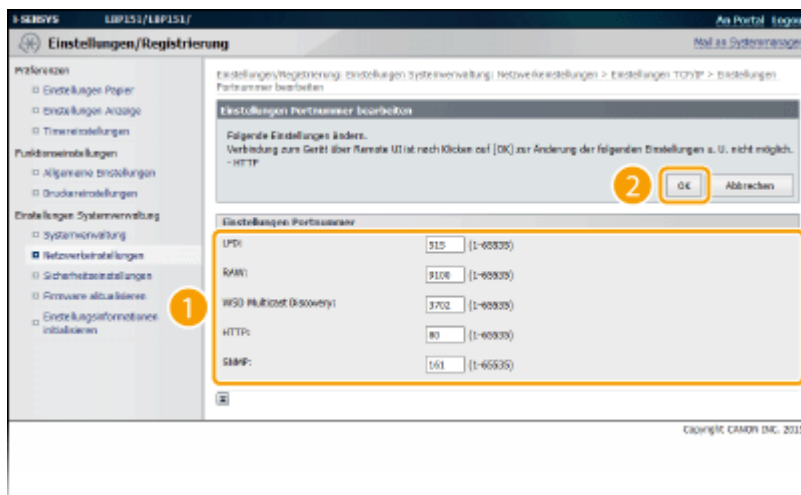 i-SENSYS LBP151/LBP151/ An Portal Logou
Einstellungen/Registrierung Mail an Systemmanager
Präferenzen
Einstellungen Papier
Einstellungen Anzeige
Timereinstellungen
Funktionseinstellungen
Allgemeine Einstellungen
Druckereinstellungen
Einstellungen Systemverwaltung
Systemverwaltung
Netzwerkeinstellungen
Sicherheitseinstellungen
Firmware aktualisieren
Einstellungsinformationen
initialisieren
Einstellungen/Registrierung: Einstellungen Systemverwaltung: Netzwerkeinstellungen > Einstellungen TCP/IP > Einstellungen
Portnummer bearbeiten
Einstellungen Portnummer bearbeiten
Folgende Einstellungen ändern.
Verbindung zum Gerät über Remote UI ist nach Klicken auf [OK] zur Änderung der folgenden Einstellungen u. U. nicht möglich.
- HTTP
2 OK Abbrechen
Einstellungen Portnummer
1
LPD: 515 (1-65535)
RAW: 9100 (1-65535)
WSD Multicast Discovery: 3702 (1-65535)
HTTP: 80 (1-65535)
SNMP: 161 (1-65535)
Copyright CANON INC. 2015